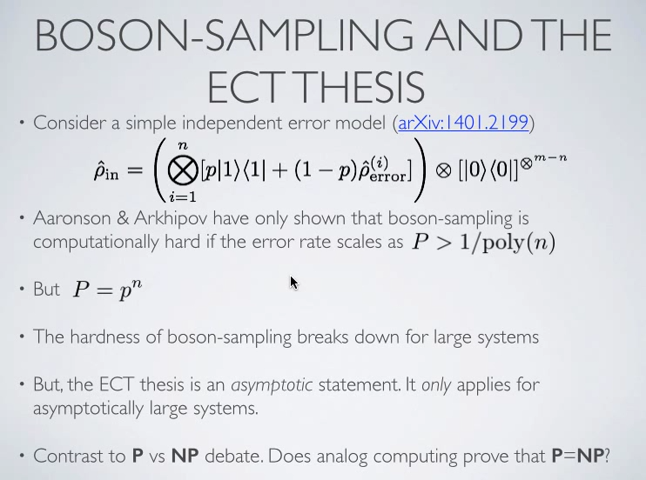 BOSON-SAMPLING AND THE
ECT THESIS
• Consider a simple independent error model (arXiv:1401.2199)
ρ̂_in = ( ⊗_{i=1}^{n} [p|1⟩⟨1| + (1 − p)ρ̂_error^{(i)}] ) ⊗ [|0⟩⟨0|]^{⊗^{m−n}}
• Aaronson & Arkhipov have only shown that boson-sampling is
computationally hard if the error rate scales as P > 1/poly(n)
• But P = pⁿ
• The hardness of boson-sampling breaks down for large systems
• But, the ECT thesis is an asymptotic statement. It only applies for
asymptotically large systems.
• Contrast to P vs NP debate. Does analog computing prove that P=NP?